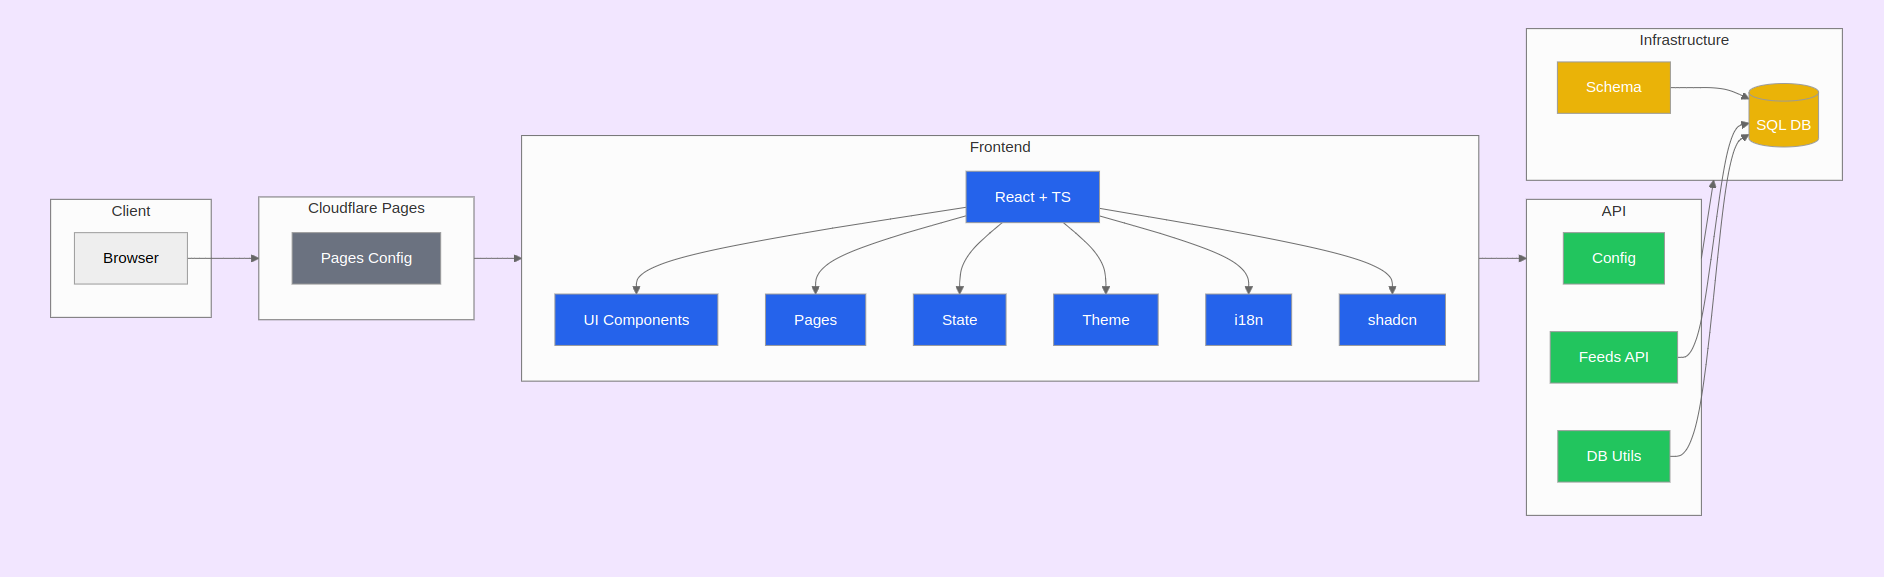 Client
Browser
Cloudflare Pages
Pages Config
Frontend
React + TS
UI Components
Pages
State
Theme
i18n
shadcn
Infrastructure
Schema
SQL DB
API
Config
Feeds API
DB Utils